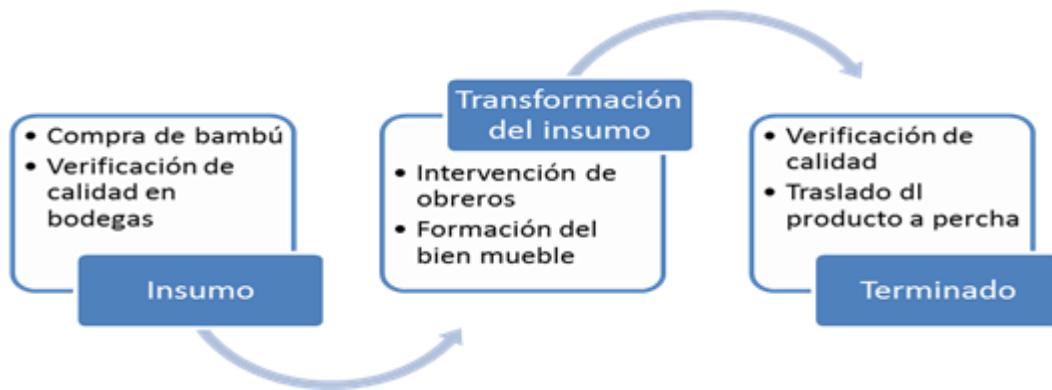 • Compra de bambú
• Verificación de
calidad en
bodegas
Insumo
Transformación
del insumo
• Intervención de
obreros
• Formación del
bien mueble
• Verificación de
calidad
• Traslado dl
producto a percha
Terminado